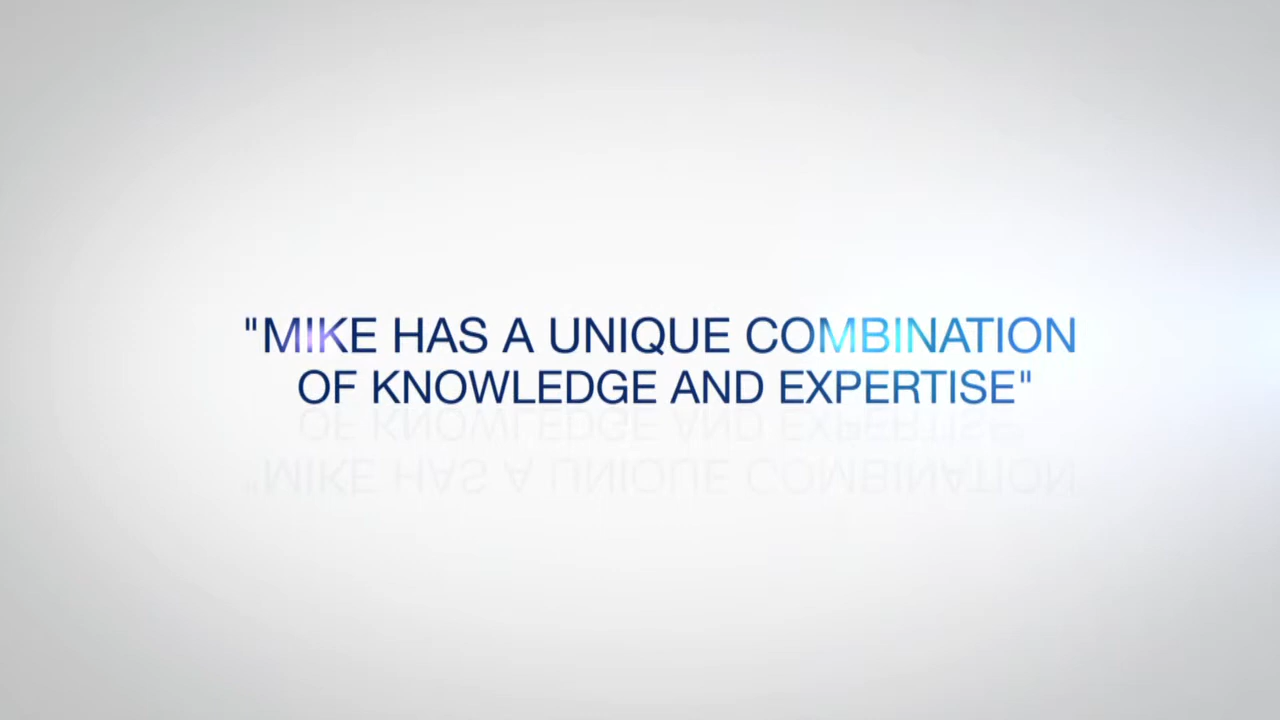 "MIKE HAS A UNIQUE COMBINATION
OF KNOWLEDGE AND EXPERTISE"